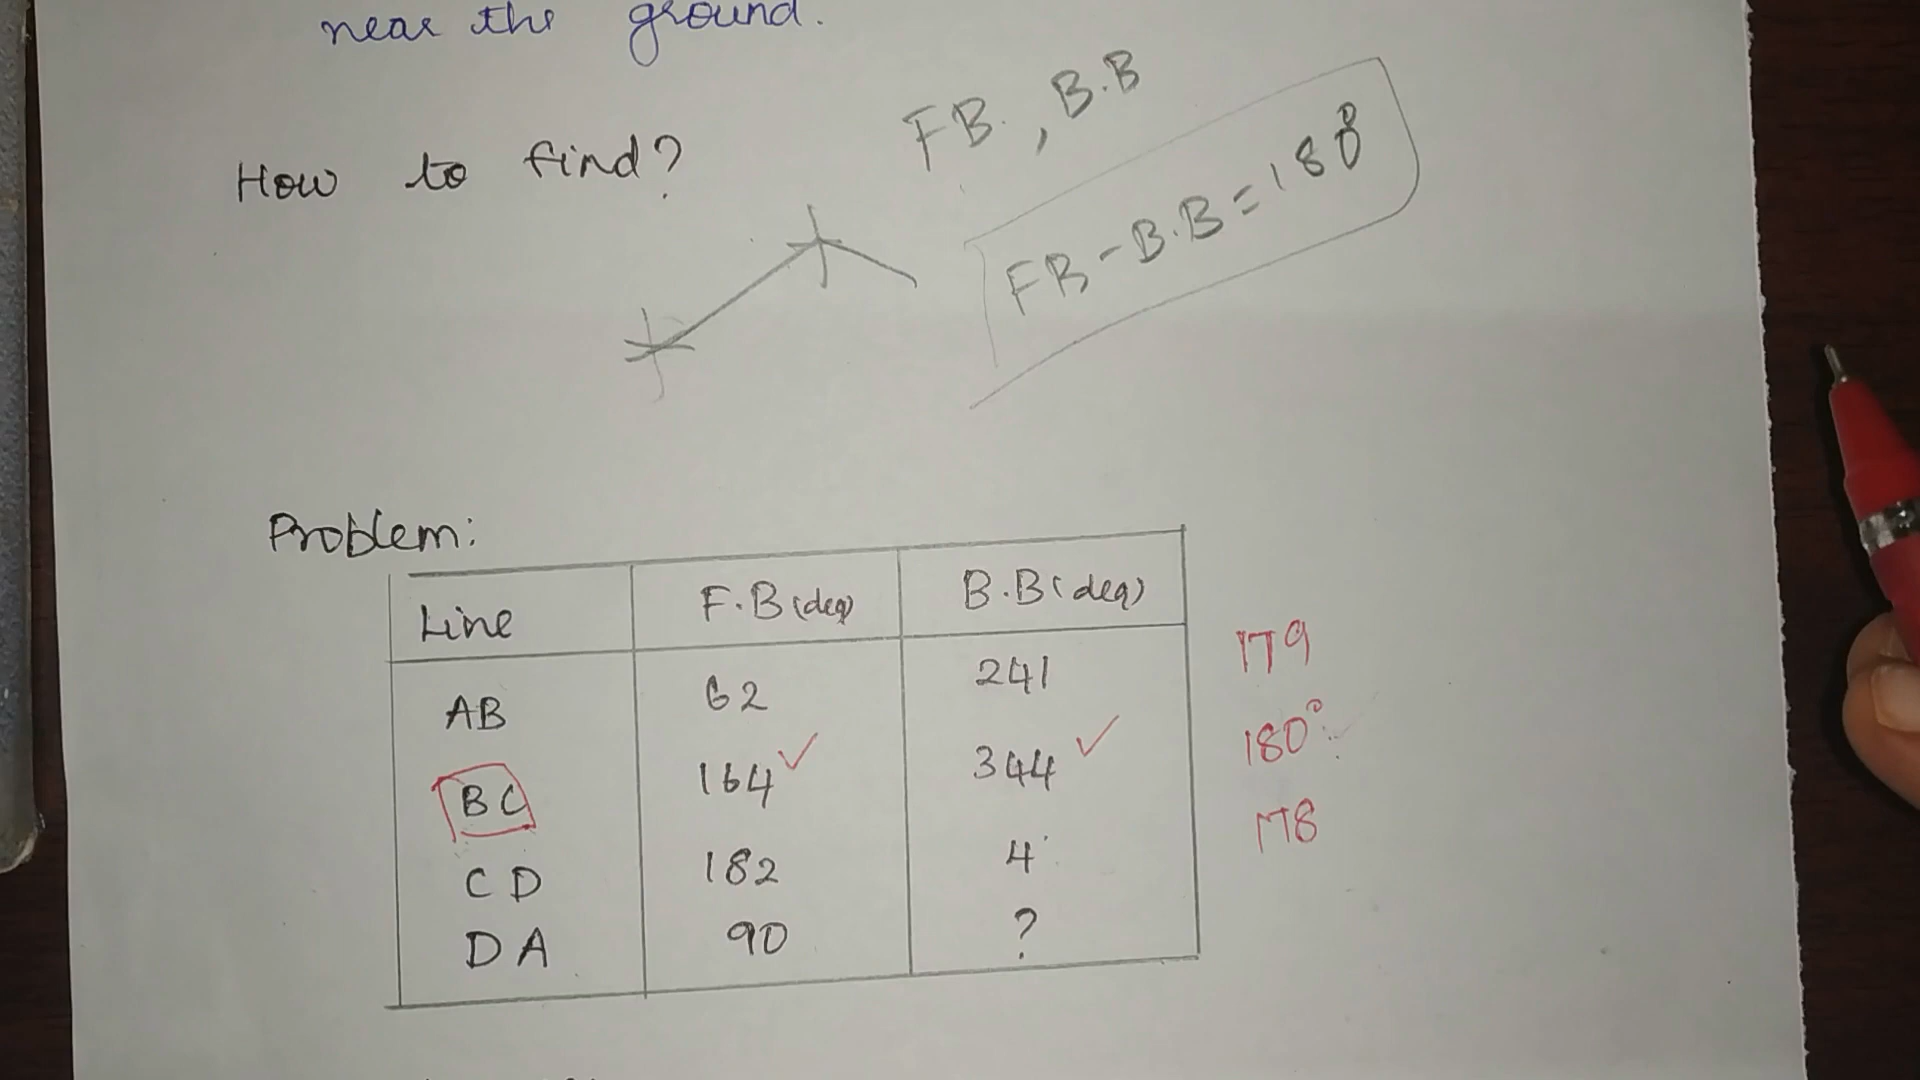 near the ground.
FB, B.B
How to find?
FB - B.B = 180°
Problem:
Line F.B (deg) B.B (deg)
AB 62 241 179
BC 164 ✓ 344 ✓ 180°
CD 182 4 178
DA 90 ?